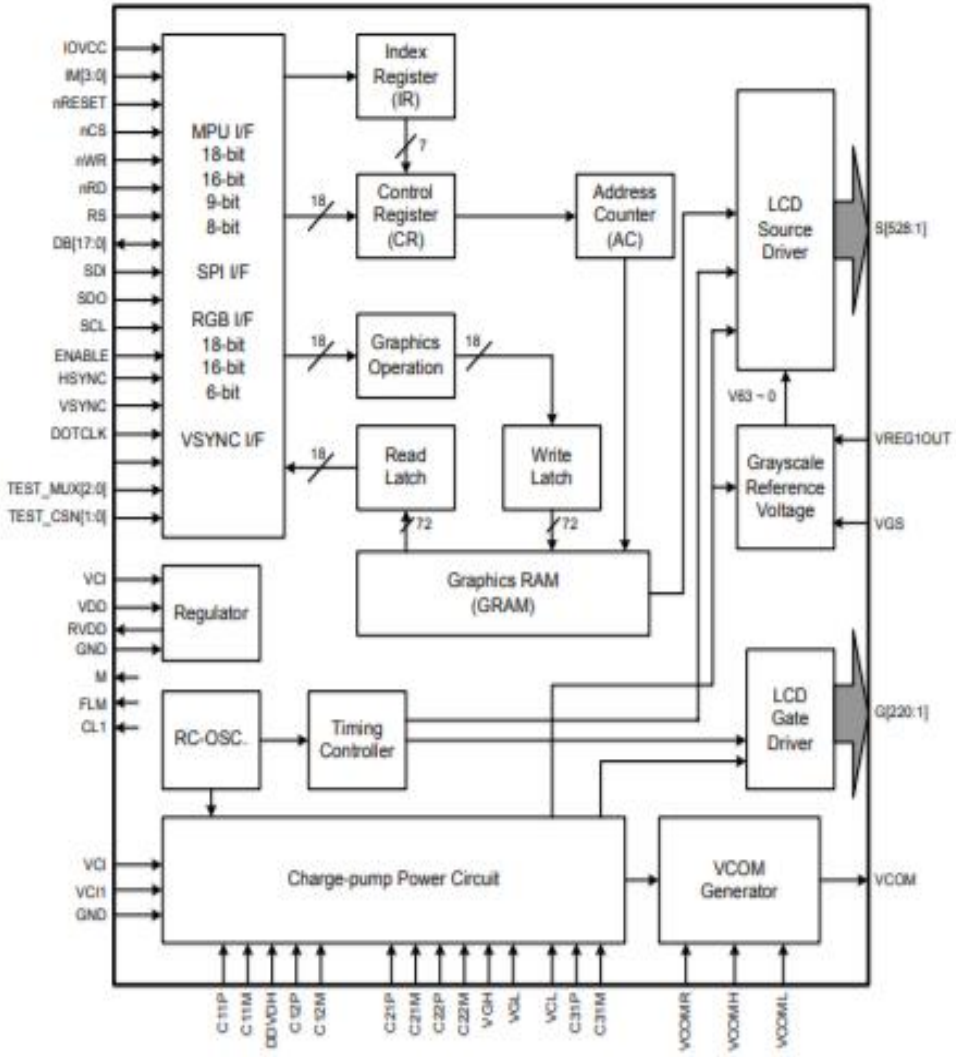 IOVCC
IM[3:0]
nRESET
nCS
nWR
nRD
RS
DB[17:0]
SDI
SDO
SCL
ENABLE
HSYNC
VSYNC
DOTCLK
TEST_MUX[2:0]
TEST_CSN[1:0]
MPU I/F
18-bit
16-bit
9-bit
8-bit
SPI I/F
RGB I/F
18-bit
16-bit
6-bit
VSYNC I/F
Index
Register
(IR)
7
18
Control
Register
(CR)
Address
Counter
(AC)
18
Graphics
Operation
18
18
Read
Latch
Write
Latch
72
72
Graphics RAM
(GRAM)
LCD
Source
Driver
S[528:1]
V63 ~ 0
Grayscale
Reference
Voltage
VREG1OUT
VGS
VCI
VDD
RVDD
GND
Regulator
M
FLM
CL1
RC-OSC.
Timing
Controller
LCD
Gate
Driver
G[220:1]
VCI
VCI1
GND
Charge-pump Power Circuit
VCOM
Generator
VCOM
C11P
C11M
DDVDH
C12P
C12M
C21P
C21M
C22P
C22M
VGH
VGL
VCL
C31P
C31M
VCOMR
VCOMH
VCOML